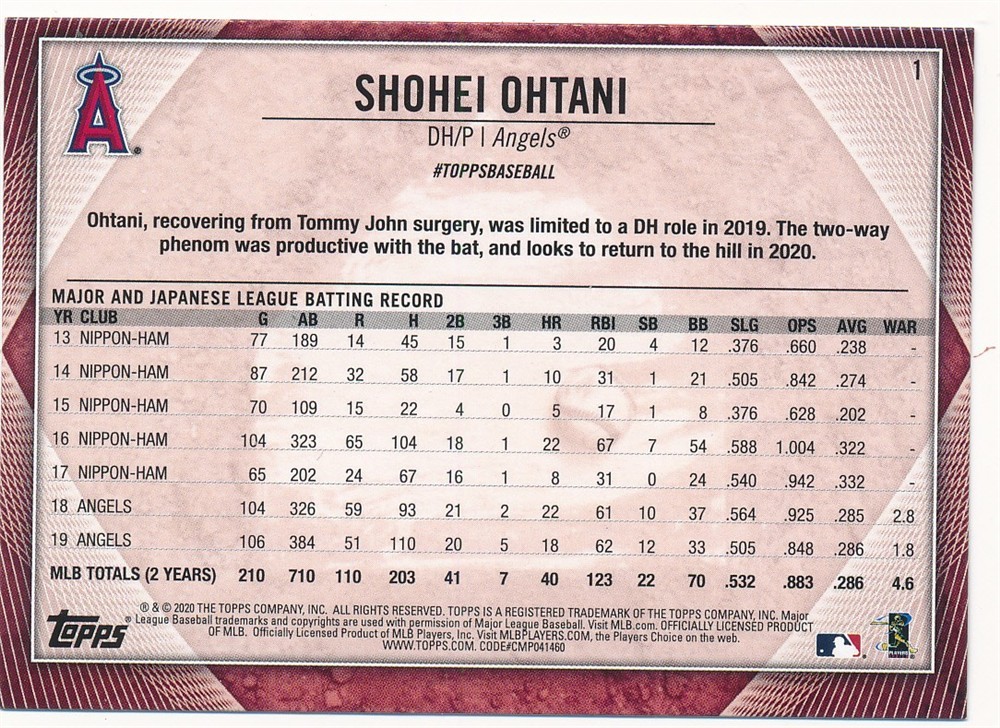 1
SHOHEI OHTANI
DH/P | Angels®
#TOPPSBASEBALL
Ohtani, recovering from Tommy John surgery, was limited to a DH role in 2019. The two-way
phenom was productive with the bat, and looks to return to the hill in 2020.
MAJOR AND JAPANESE LEAGUE BATTING RECORD
YR CLUB G AB R H 2B 3B HR RBI SB BB SLG OPS AVG WAR
13 NIPPON-HAM 77 189 14 45 15 1 3 20 4 12 .376 .660 .238 -
14 NIPPON-HAM 87 212 32 58 17 1 10 31 1 21 .505 .842 .274 -
15 NIPPON-HAM 70 109 15 22 4 0 5 17 1 8 .376 .628 .202 -
16 NIPPON-HAM 104 323 65 104 18 1 22 67 7 54 .588 1.004 .322 -
17 NIPPON-HAM 65 202 24 67 16 1 8 31 0 24 .540 .942 .332 -
18 ANGELS 104 326 59 93 21 2 22 61 10 37 .564 .925 .285 2.8
19 ANGELS 106 384 51 110 20 5 18 62 12 33 .505 .848 .286 1.8
MLB TOTALS (2 YEARS) 210 710 110 203 41 7 40 123 22 70 .532 .883 .286 4.6
® & © 2020 THE TOPPS COMPANY, INC. ALL RIGHTS RESERVED. TOPPS IS A REGISTERED TRADEMARK OF THE TOPPS COMPANY, INC. Major
League Baseball trademarks and copyrights are used with permission of Major League Baseball. Visit MLB.com. OFFICIALLY LICENSED PRODUCT
OF MLB. Officially Licensed Product of MLB Players, Inc. Visit MLBPLAYERS.COM, the Players Choice on the web.
WWW.TOPPS.COM. CODE#CMP041460
Topps®
A®
PLAYERS